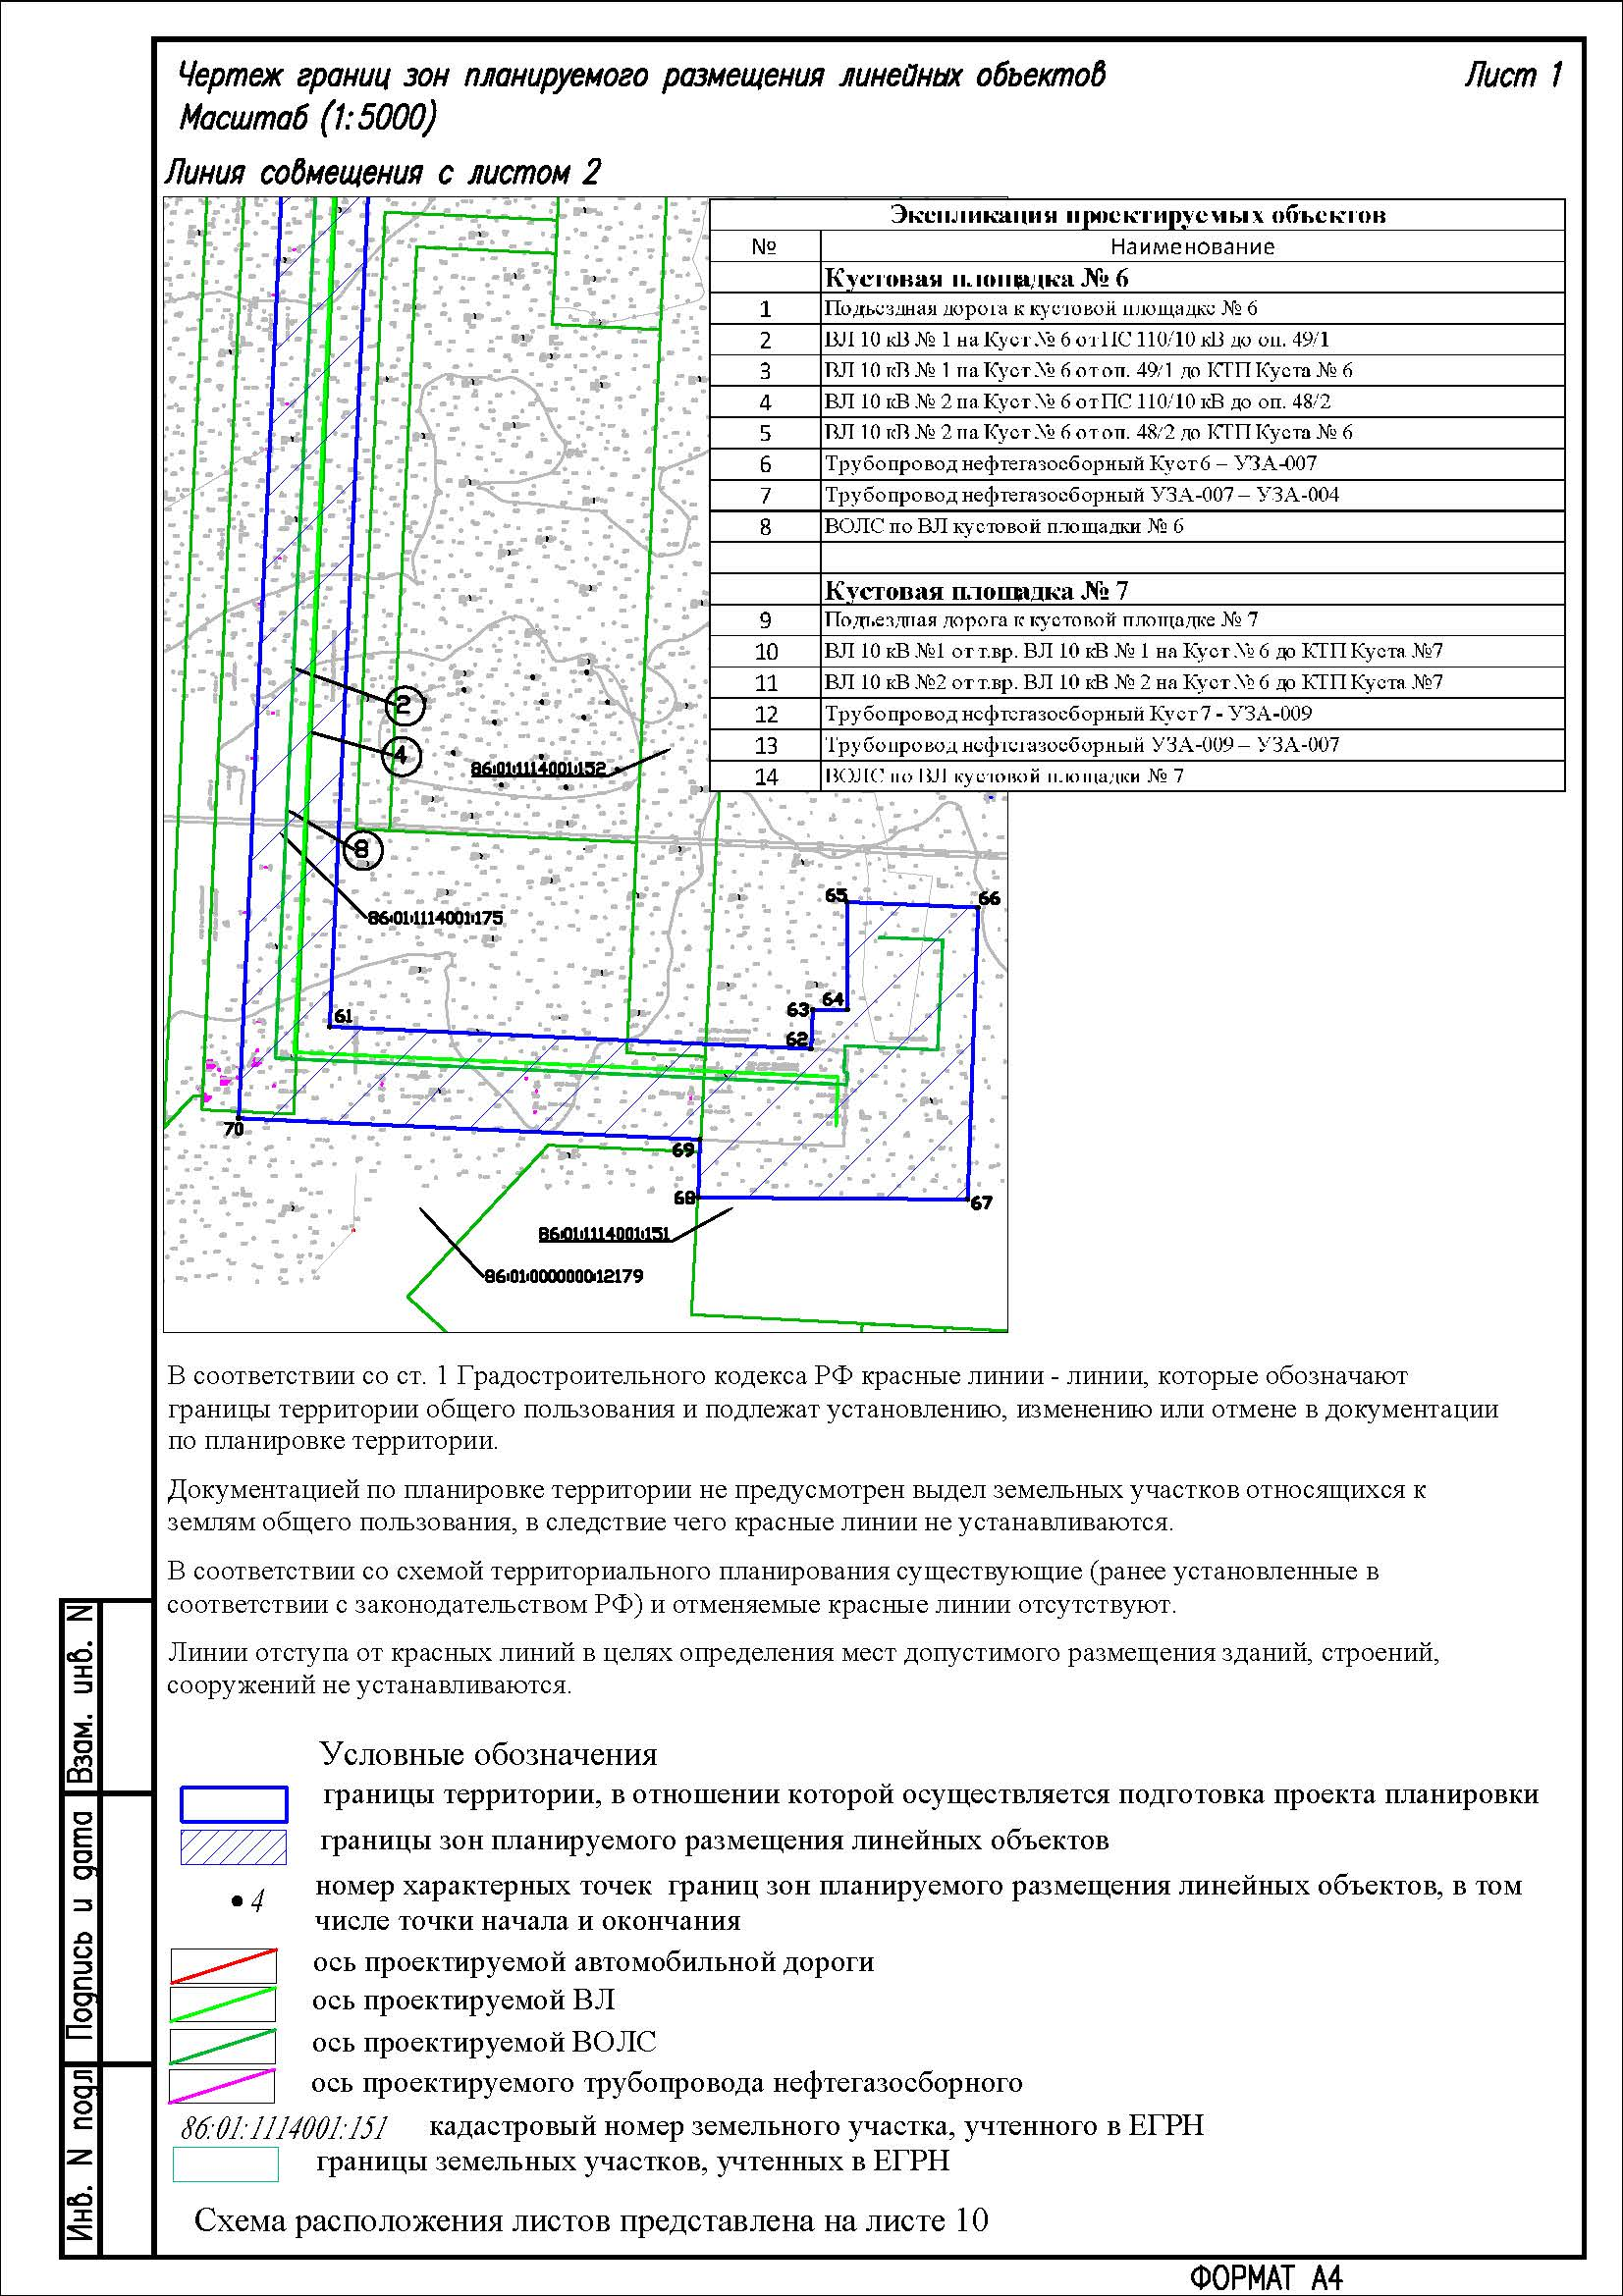 Чертеж границ зон планируемого размещения линейных объектов
Лист 1
Масштаб (1:5000)
Линия совмещения с листом 2
Экспликация проектируемых объектов
№ Наименование
Кустовая площадка № 6
1 Подъездная дорога к кустовой площадке № 6
2 ВЛ 10 кВ № 1 на Куст № 6 от ПС 110/10 кВ до оп. 49/1
3 ВЛ 10 кВ № 1 на Куст № 6 от оп. 49/1 до КТП Куста № 6
4 ВЛ 10 кВ № 2 на Куст № 6 от ПС 110/10 кВ до оп. 48/2
5 ВЛ 10 кВ № 2 на Куст № 6 от оп. 48/2 до КТП Куста № 6
6 Трубопровод нефтегазосборный Куст 6 – УЗА-007
7 Трубопровод нефтегазосборный УЗА-007 – УЗА-004
8 ВОЛС по ВЛ кустовой площадки № 6
Кустовая площадка № 7
9 Подъездная дорога к кустовой площадке № 7
10 ВЛ 10 кВ №1 от т.вр. ВЛ 10 кВ № 1 на Куст № 6 до КТП Куста №7
11 ВЛ 10 кВ №2 от т.вр. ВЛ 10 кВ № 2 на Куст № 6 до КТП Куста №7
12 Трубопровод нефтегазосборный Куст 7 - УЗА-009
13 Трубопровод нефтегазосборный УЗА-009 – УЗА-007
14 ВОЛС по ВЛ кустовой площадки № 7
2
4
86:01:1114001:152
8
86:01:1114001:175
65
66
61
63
64
62
70
69
68
67
86:01:1114001:151
86:01:0000000:12179
В соответствии со ст. 1 Градостроительного кодекса РФ красные линии - линии, которые обозначают
границы территории общего пользования и подлежат установлению, изменению или отмене в документации
по планировке территории.
Документацией по планировке территории не предусмотрен выдел земельных участков относящихся к
землям общего пользования, в следствие чего красные линии не устанавливаются.
В соответствии со схемой территориального планирования существующие (ранее установленные в
соответствии с законодательством РФ) и отменяемые красные линии отсутствуют.
Линии отступа от красных линий в целях определения мест допустимого размещения зданий, строений,
сооружений не устанавливаются.
Условные обозначения
границы территории, в отношении которой осуществляется подготовка проекта планировки
границы зон планируемого размещения линейных объектов
4 номер характерных точек границ зон планируемого размещения линейных объектов, в том
числе точки начала и окончания
ось проектируемой автомобильной дороги
ось проектируемой ВЛ
ось проектируемой ВОЛС
ось проектируемого трубопровода нефтегазосборного
86:01:1114001:151 кадастровый номер земельного участка, учтенного в ЕГРН
границы земельных участков, учтенных в ЕГРН
Схема расположения листов представлена на листе 10
Взам. инв. N
Подпись и дата
Инв. N подл
ФОРМАТ А4